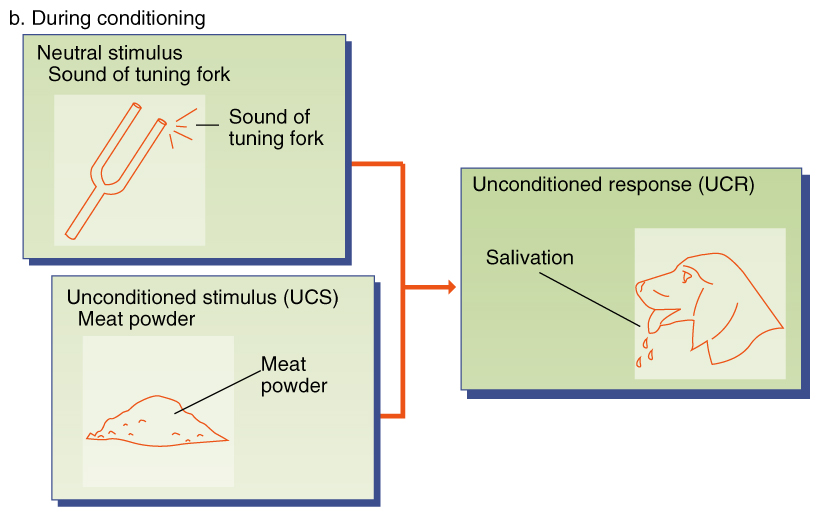 b. During conditioning
Neutral stimulus
Sound of tuning fork
Sound of
tuning fork
Unconditioned stimulus (UCS)
Meat powder
Meat
powder
Unconditioned response (UCR)
Salivation